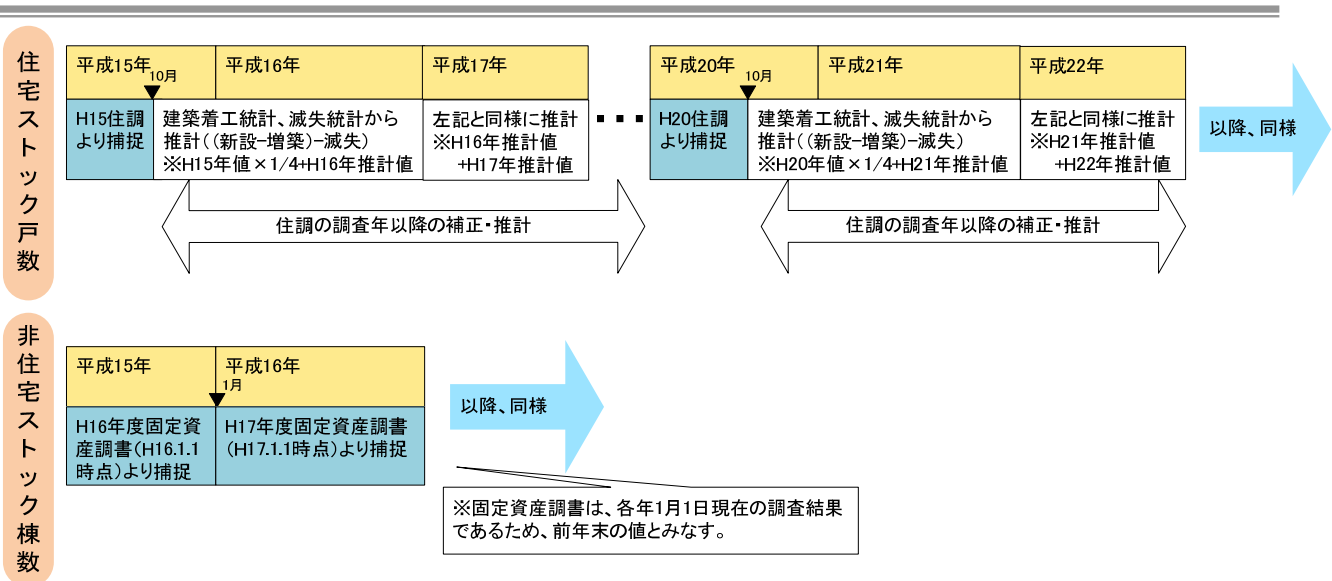 住宅ストック戸数
平成15年
10月
平成16年
平成17年
平成20年
10月
平成21年
平成22年
H15住調
より捕捉
建築着工統計、滅失統計から
推計((新設-増築)-滅失)
※H15年値×1/4+H16年推計値
左記と同様に推計
※H16年推計値
+H17年推計値
・・・
H20住調
より捕捉
建築着工統計、滅失統計から
推計((新設-増築)-滅失)
※H20年値×1/4+H21年推計値
左記と同様に推計
※H21年推計値
+H22年推計値
以降、同様
住調の調査年以降の補正・推計
住調の調査年以降の補正・推計
非住宅ストック棟数
平成15年
平成16年
1月
H16年度固定資
産調書(H16.1.1
時点)より捕捉
H17年度固定資産調書
(H17.1.1時点)より捕捉
以降、同様
※固定資産調書は、各年1月1日現在の調査結果
であるため、前年末の値とみなす。